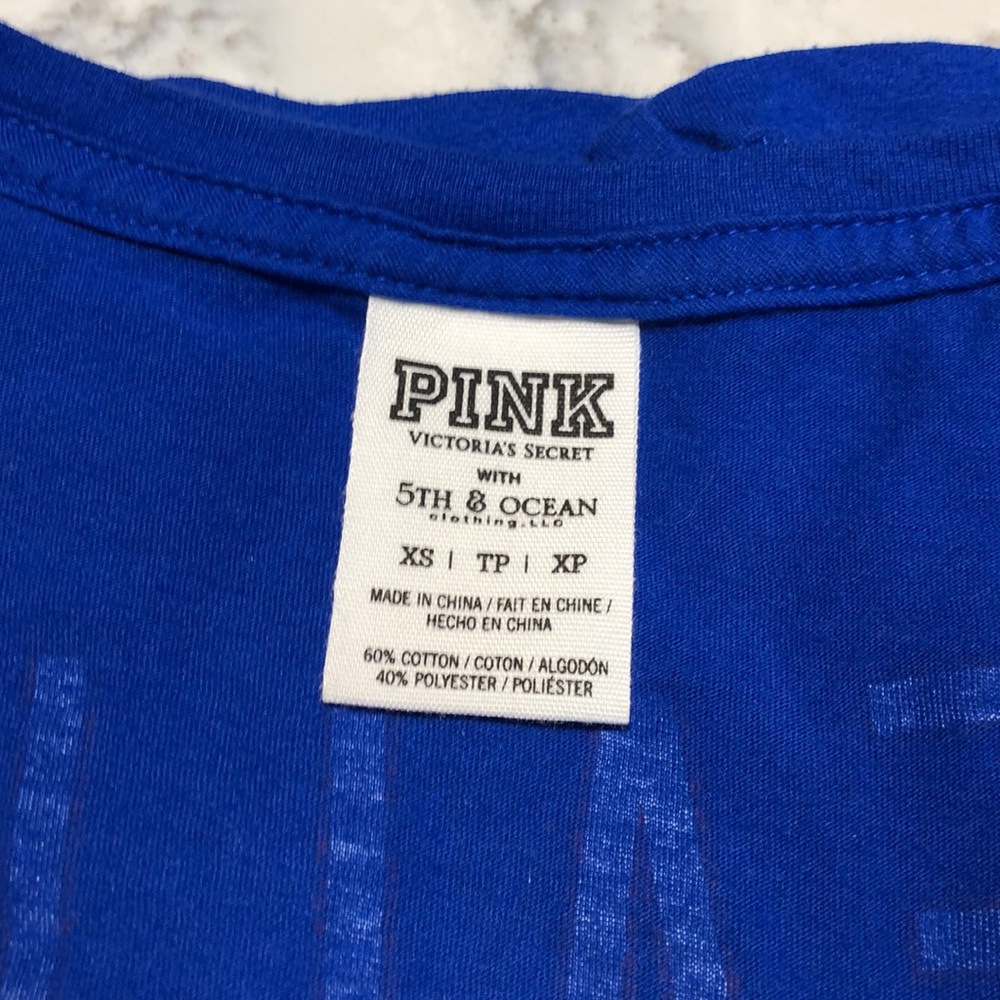 PINK
VICTORIA'S SECRET
WITH
5TH & OCEAN
clothing.LLC
XS | TP | XP
MADE IN CHINA / FAIT EN CHINE /
HECHO EN CHINA
60% COTTON / COTON / ALGODÓN
40% POLYESTER / POLIÉSTER